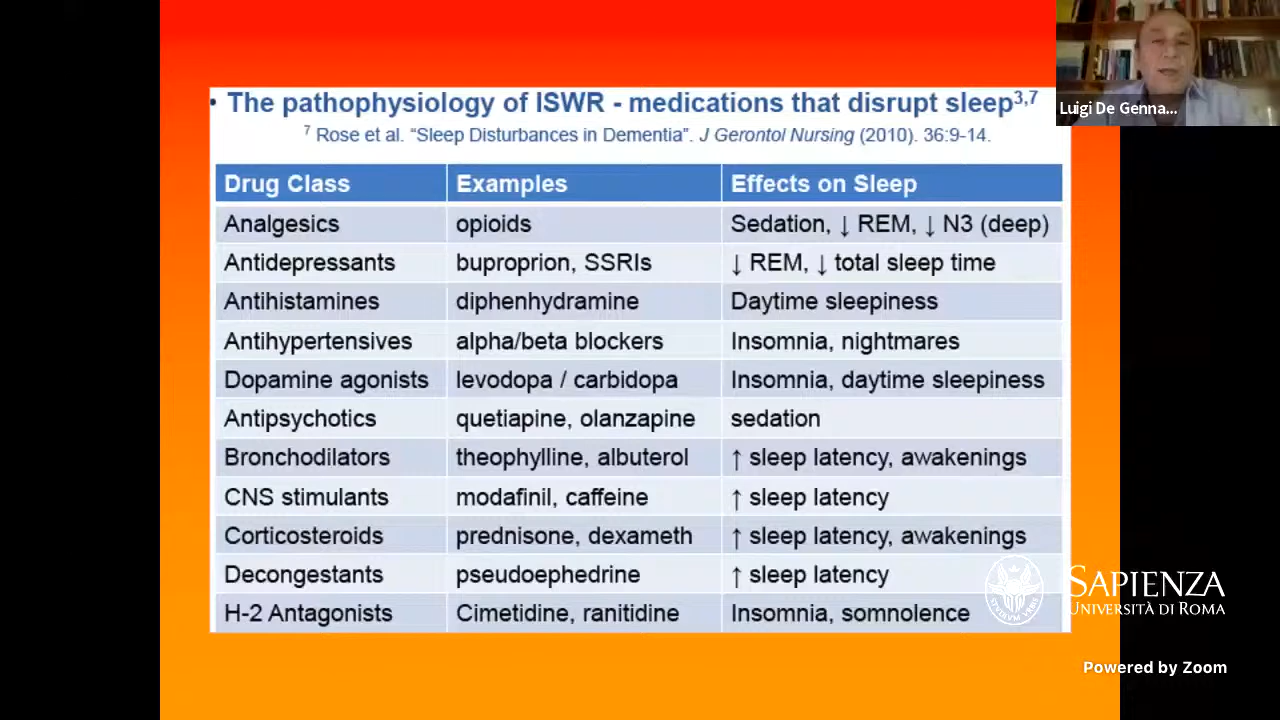 • The pathophysiology of ISWR - medications that disrupt sleep3,7
7 Rose et al. “Sleep Disturbances in Dementia”. J Gerontol Nursing (2010). 36:9-14.
Drug Class Examples Effects on Sleep
Analgesics opioids Sedation, ↓ REM, ↓ N3 (deep)
Antidepressants buproprion, SSRIs ↓ REM, ↓ total sleep time
Antihistamines diphenhydramine Daytime sleepiness
Antihypertensives alpha/beta blockers Insomnia, nightmares
Dopamine agonists levodopa / carbidopa Insomnia, daytime sleepiness
Antipsychotics quetiapine, olanzapine sedation
Bronchodilators theophylline, albuterol ↑ sleep latency, awakenings
CNS stimulants modafinil, caffeine ↑ sleep latency
Corticosteroids prednisone, dexameth ↑ sleep latency, awakenings
Decongestants pseudoephedrine ↑ sleep latency
H-2 Antagonists Cimetidine, ranitidine Insomnia, somnolence
Luigi De Genna...
SAPIENZA
UNIVERSITÀ DI ROMA
Powered by Zoom